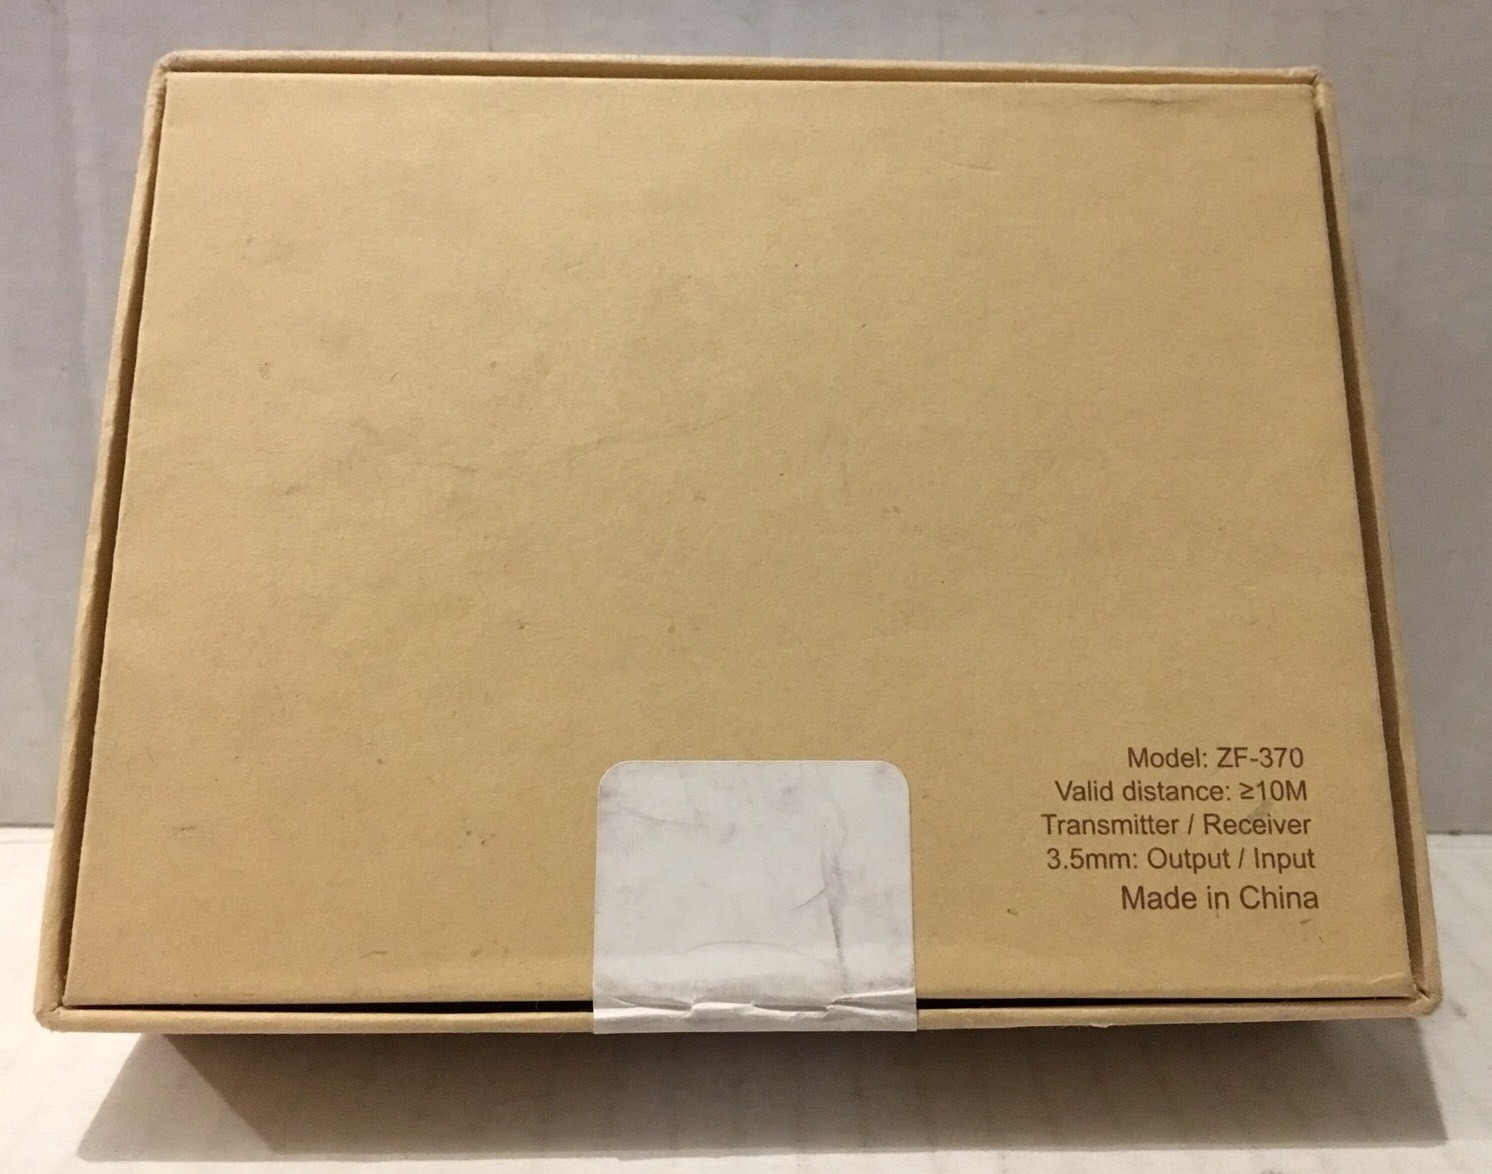 Model: ZF-370
Valid distance: ≥10M
Transmitter / Receiver
3.5mm: Output / Input
Made in China